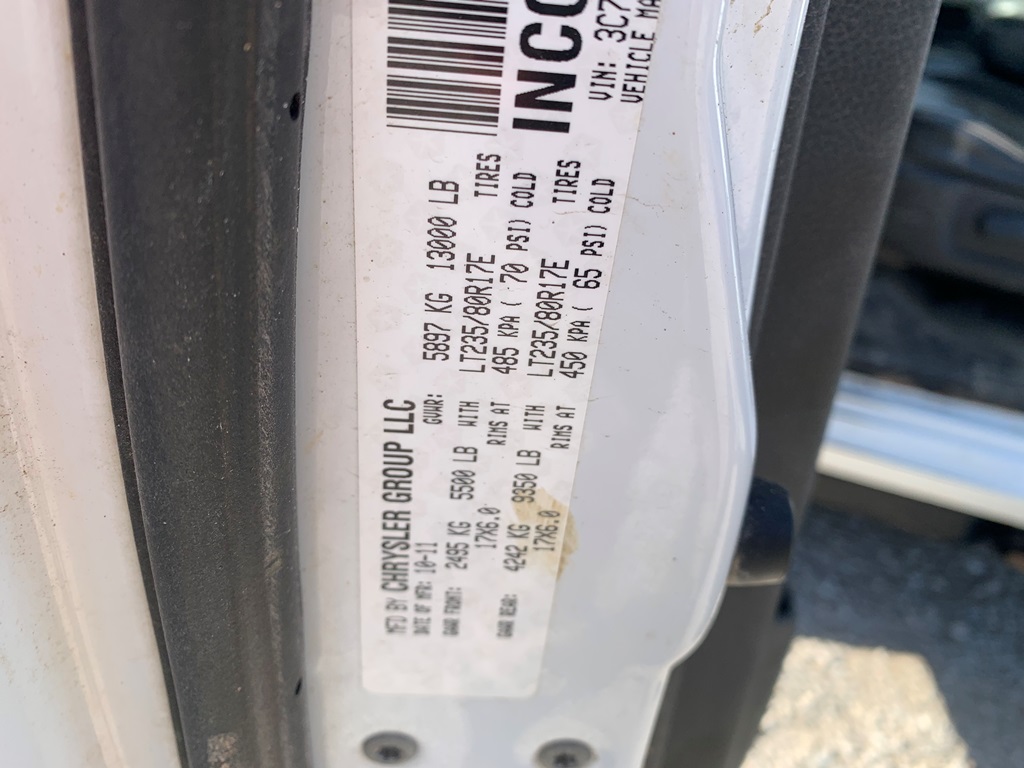 MFD BY CHRYSLER GROUP LLC
DATE OF MFR: 10-11 GVWR: 5897 KG 13000 LB
GAWR FRONT: 2495 KG 5500 LB WITH LT235/80R17E TIRES
17X6.0 RIMS AT 485 KPA ( 70 PSI) COLD
GAWR REAR: 4242 KG 9350 LB WITH LT235/80R17E TIRES
17X6.0 RIMS AT 450 KPA ( 65 PSI) COLD
INCO
VIN: 3C7
VEHICLE MA